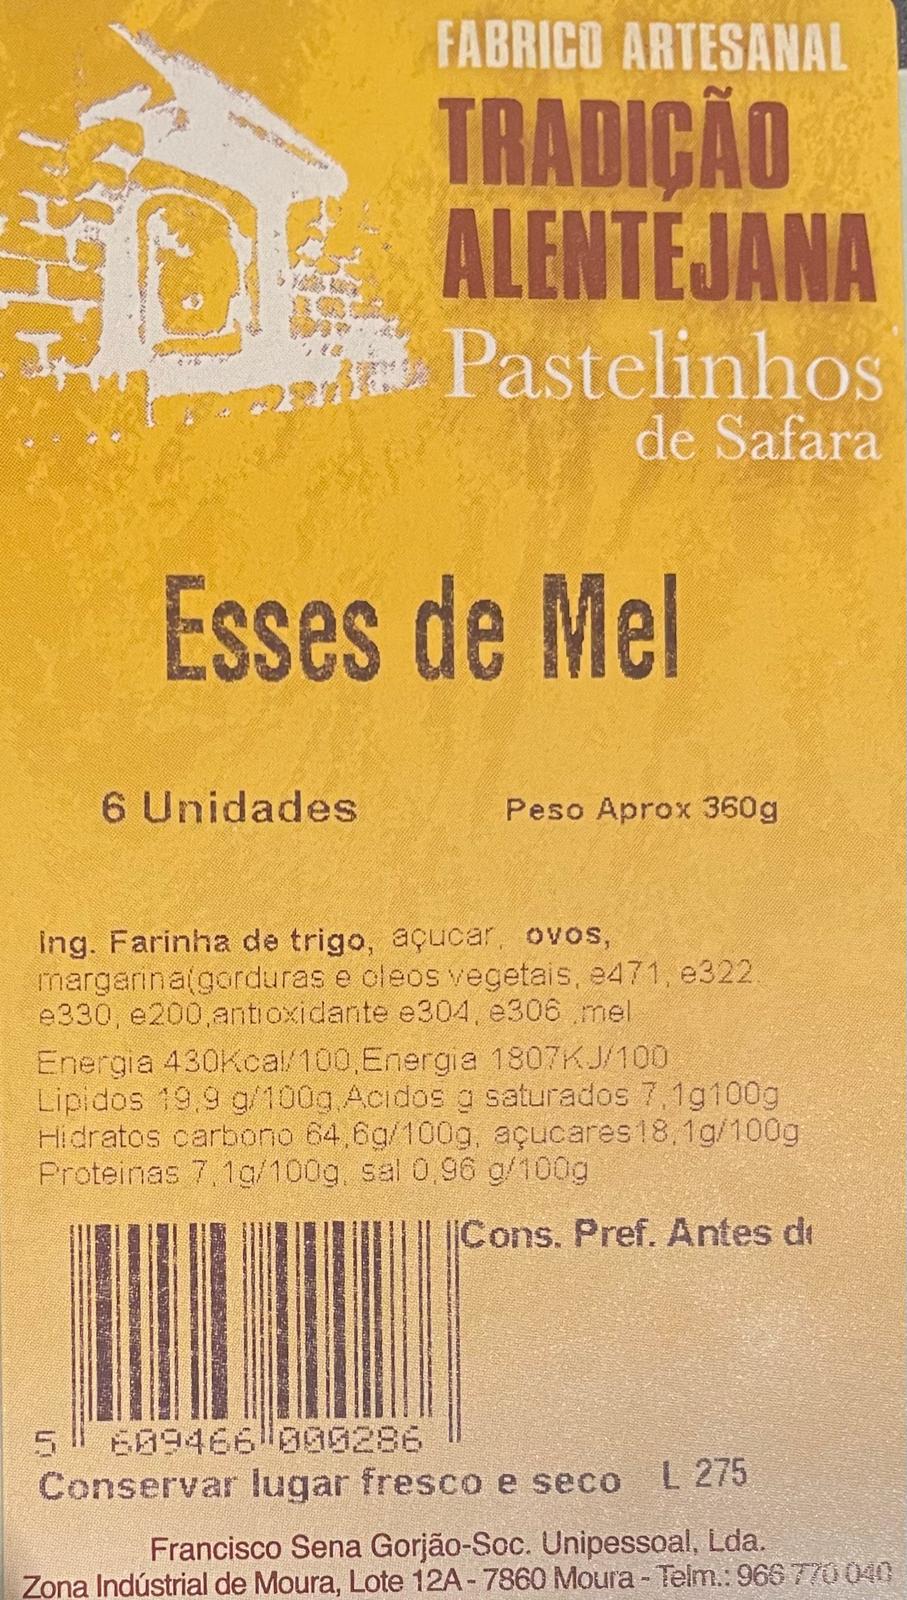 FABRICO ARTESANAL
TRADIÇÃO
ALENTEJANA
Pastelinhos
de Safara
Esses de Mel
6 Unidades Peso Aprox 360g
Ing. Farinha de trigo, açucar, ovos,
margarina(gorduras e oleos vegetais, e471, e322
e330, e200,antioxidante e304, e306 ,mel
Energia 430Kcal/100,Energia 1807KJ/100
Lipidos 19,9 g/100g,Acidos g saturados 7,1g100g
Hidratos carbono 64,6g/100g, açucares18,1g/100g
Proteinas 7,1g/100g, sal 0,96 g/100g
Cons. Pref. Antes
5 609466 000286
Conservar lugar fresco e seco L 275
Francisco Sena Gorjão-Soc. Unipessoal, Lda.
Zona Indústrial de Moura, Lote 12A - 7860 Moura - Telm.: 966 770 040